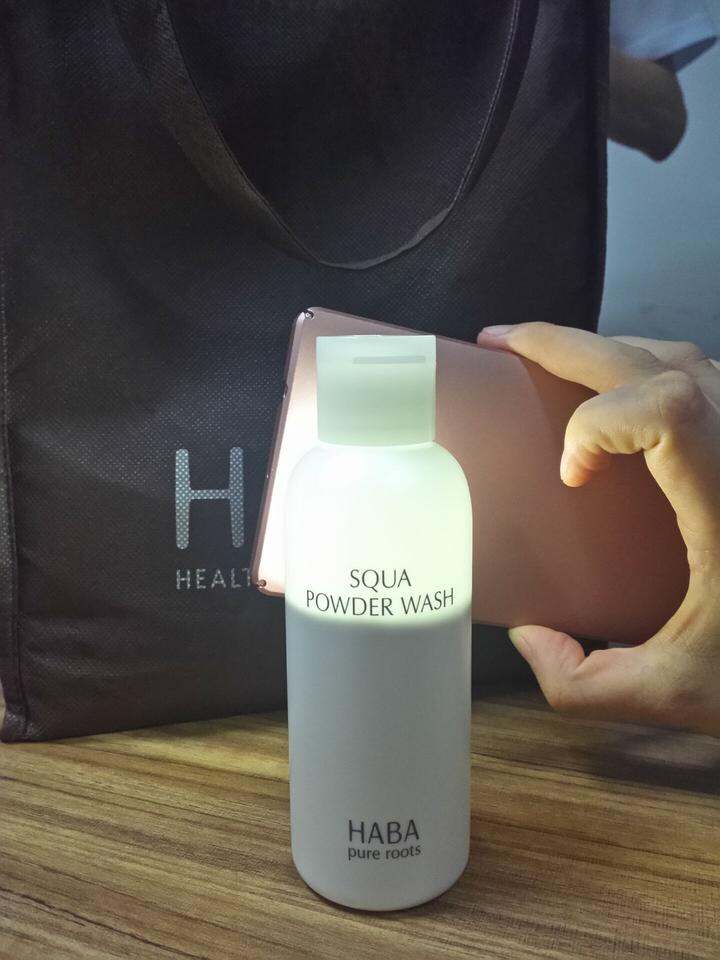 H
HEALT
SQUA
POWDER WASH
HABA
pure roots